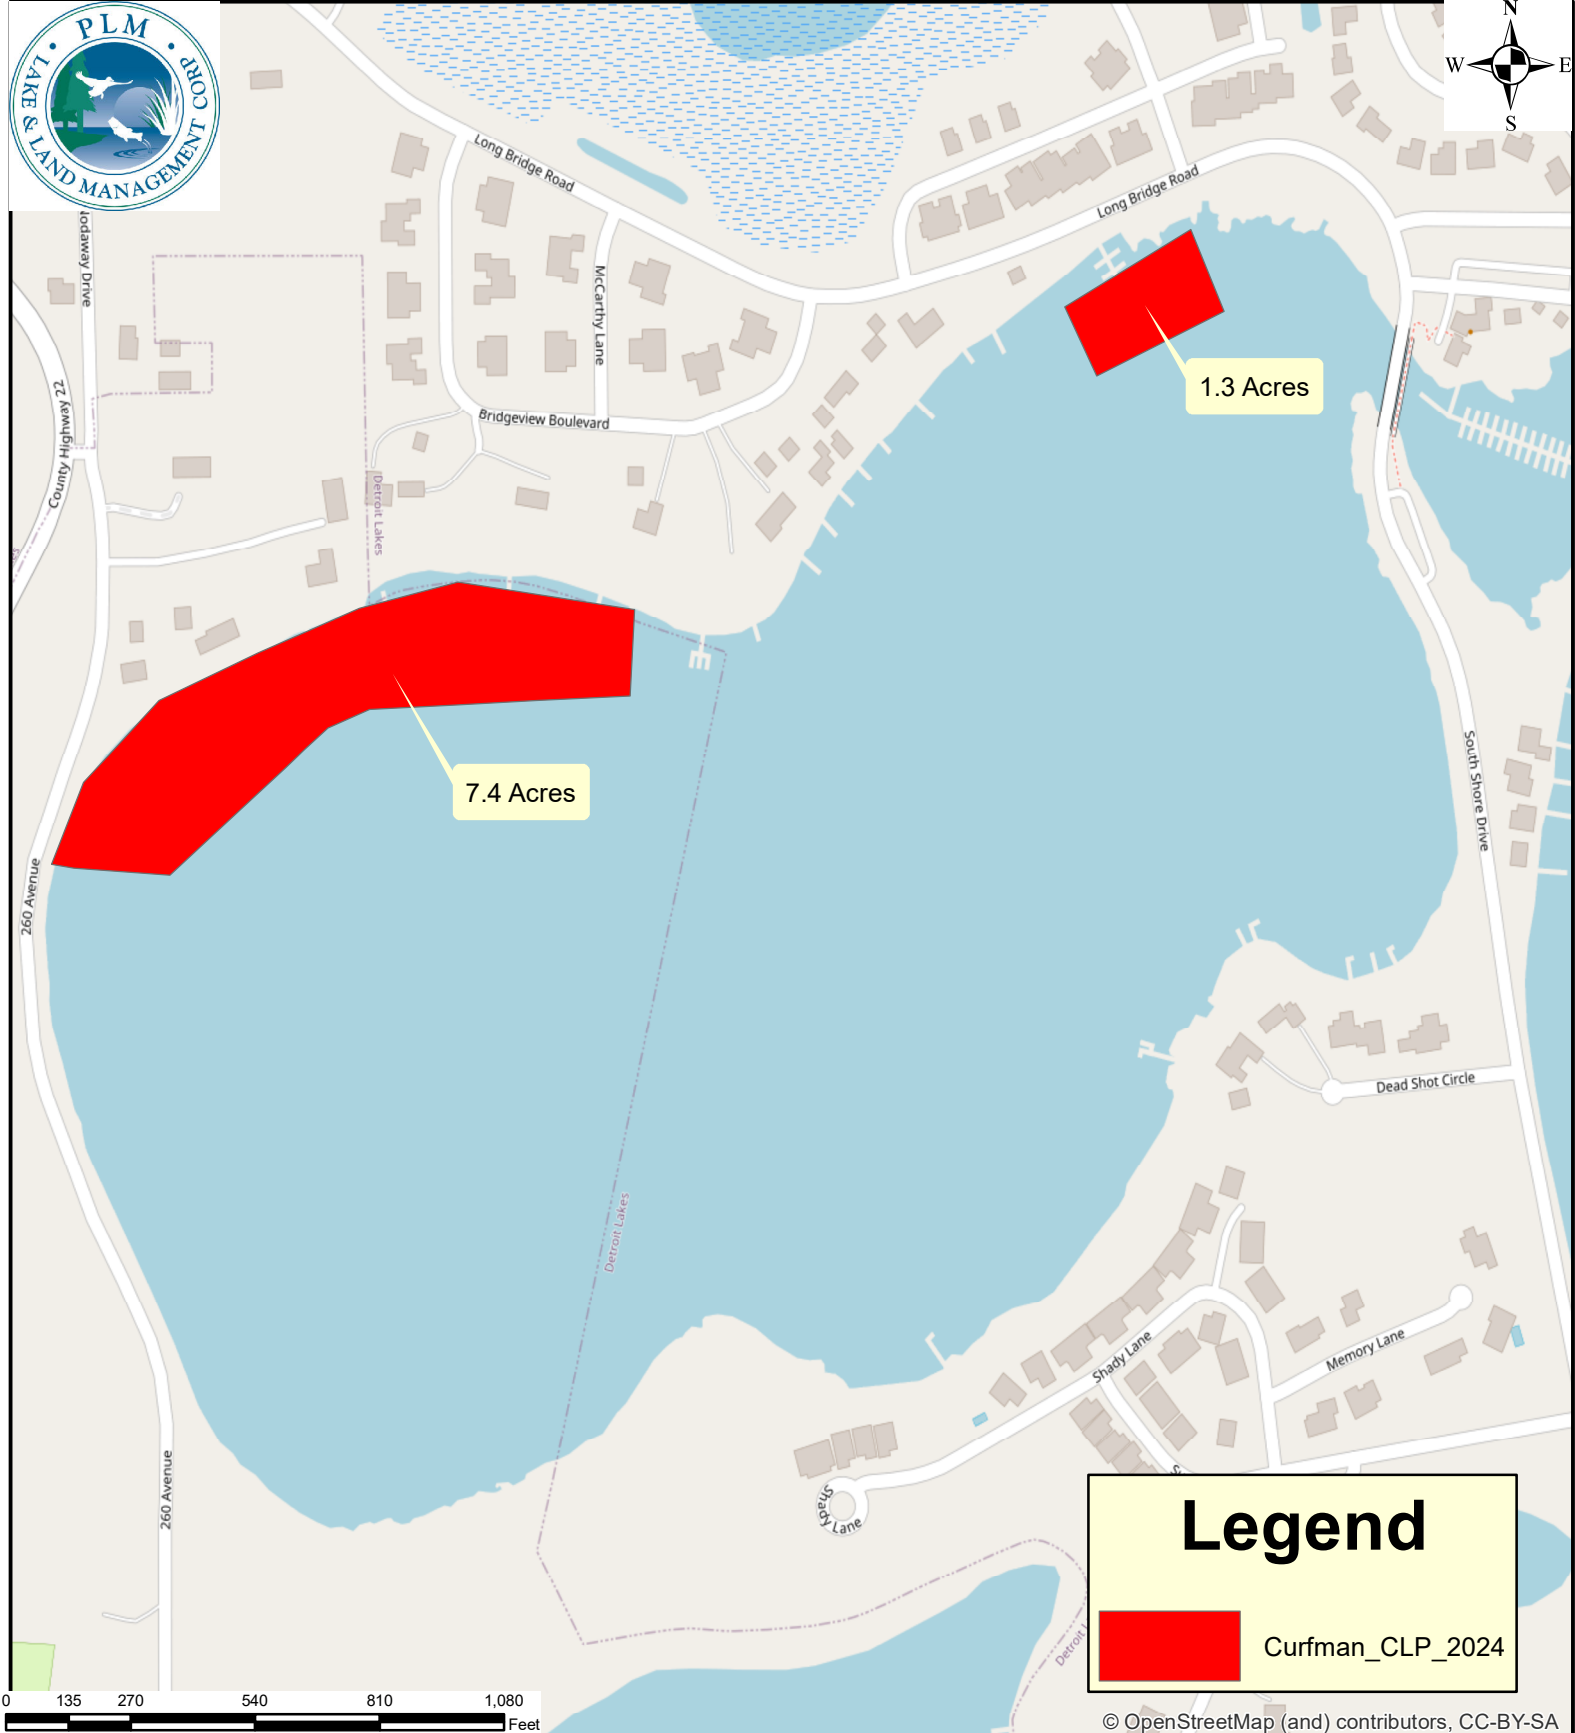 PLM
LAKE & LAND MANAGEMENT CORP
N
W E
S
Long Bridge Road
Long Bridge Road
Nodaway Drive
McCarthy Lane
County Highway 22
1.3 Acres
Bridgeview Boulevard
Detroit Lakes
7.4 Acres
South Shore Drive
260 Avenue
Dead Shot Circle
Detroit Lakes
Shady Lane
Memory Lane
260 Avenue
Shady Lane
Legend
Curfman_CLP_2024
Detroit L
0 135 270 540 810 1,080
Feet
© OpenStreetMap (and) contributors, CC-BY-SA